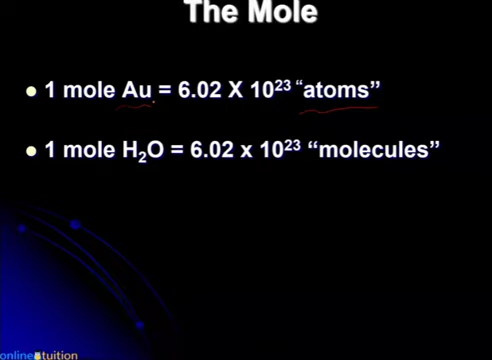 The Mole
1 mole Au = 6.02 X 10²³ “atoms”
1 mole H₂O = 6.02 x 10²³ “molecules”
onlinetuition